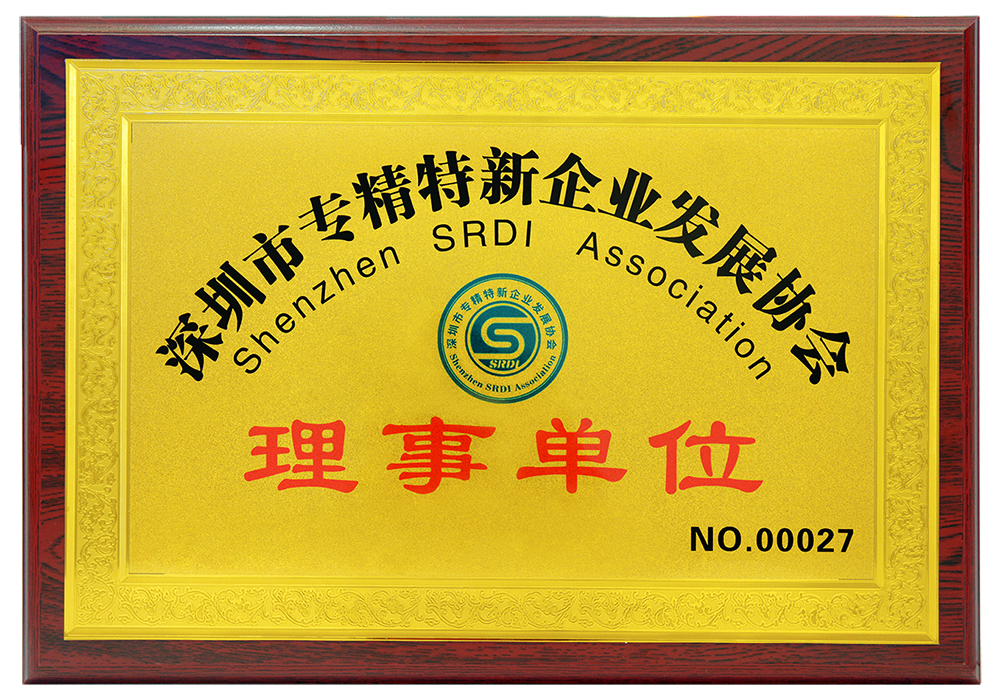 深圳市专精特新企业发展协会
Shenzhen SRDI Association
深圳市专精特新企业发展协会
SRDI
Shenzhen SRDI Association
理事单位
NO.00027